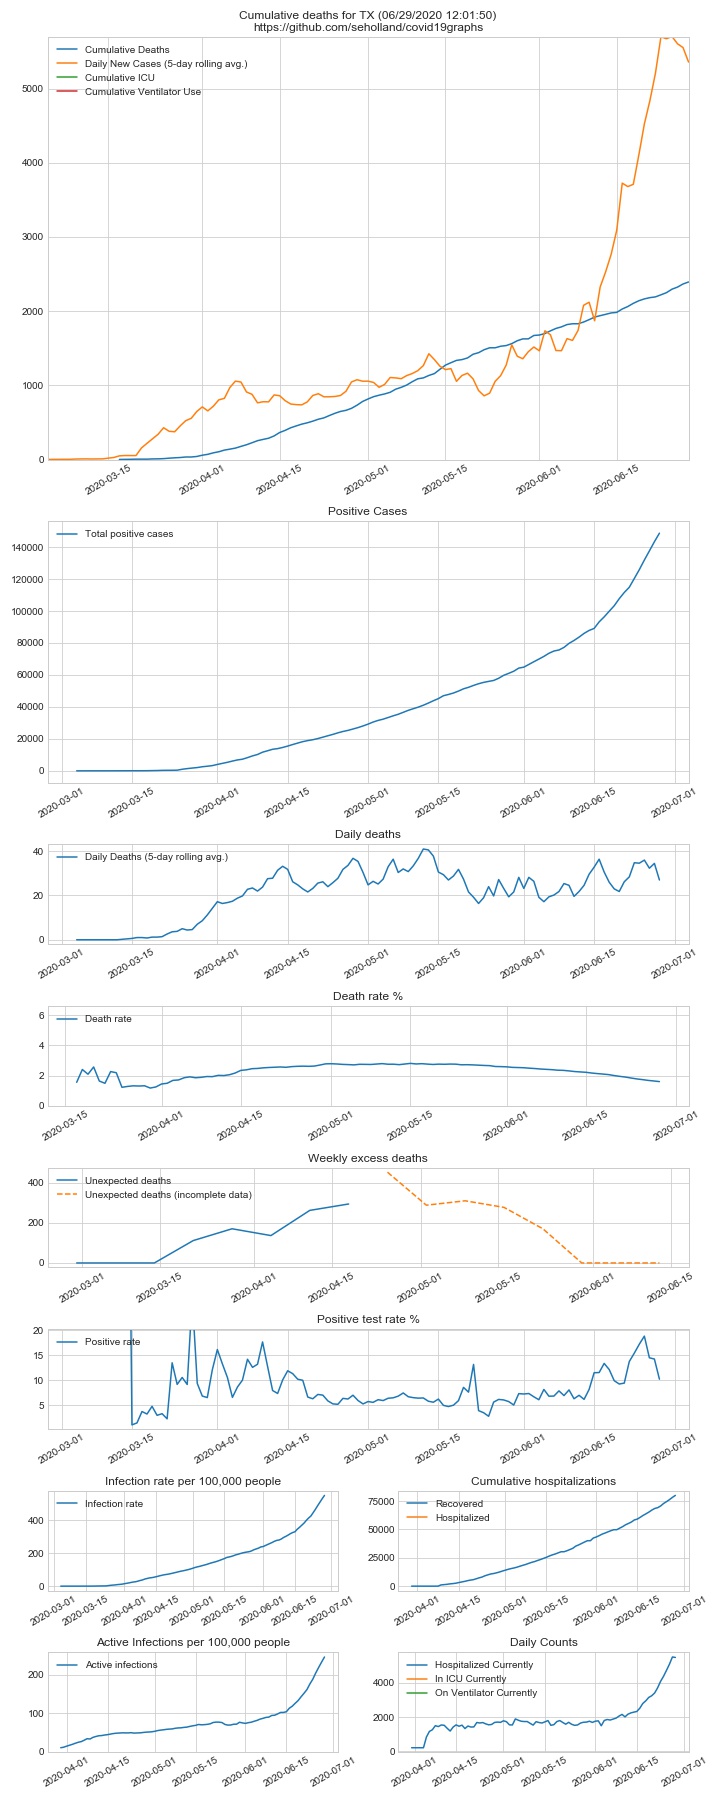 Cumulative deaths for TX (06/29/2020 12:01:50)
https://github.com/seholland/covid19graphs
Cumulative Deaths
Daily New Cases (5-day rolling avg.)
Cumulative ICU
Cumulative Ventilator Use
5000
4000
3000
2000
1000
0
2020-03-15 2020-04-01 2020-04-15 2020-05-01 2020-05-15 2020-06-01 2020-06-15
Positive Cases
Total positive cases
140000
120000
100000
80000
60000
40000
20000
0
2020-03-01 2020-03-15 2020-04-01 2020-04-15 2020-05-01 2020-05-15 2020-06-01 2020-06-15 2020-07-01
Daily deaths
Daily Deaths (5-day rolling avg.)
40
20
0
2020-03-01 2020-03-15 2020-04-01 2020-04-15 2020-05-01 2020-05-15 2020-06-01 2020-06-15 2020-07-01
Death rate %
Death rate
6
4
2
0
2020-03-15 2020-04-01 2020-04-15 2020-05-01 2020-05-15 2020-06-01 2020-06-15 2020-07-01
Weekly excess deaths
Unexpected deaths
Unexpected deaths (incomplete data)
400
200
0
2020-03-01 2020-03-15 2020-04-01 2020-04-15 2020-05-01 2020-05-15 2020-06-01 2020-06-15
Positive test rate %
Positive rate
20
15
10
5
2020-03-01 2020-03-15 2020-04-01 2020-04-15 2020-05-01 2020-05-15 2020-06-01 2020-06-15 2020-07-01
Infection rate per 100,000 people
Infection rate
400
200
0
2020-03-01 2020-03-15 2020-04-01 2020-04-15 2020-05-01 2020-05-15 2020-06-01 2020-06-15 2020-07-01
Cumulative hospitalizations
Recovered
Hospitalized
75000
50000
25000
0
2020-04-01 2020-04-15 2020-05-01 2020-05-15 2020-06-01 2020-06-15 2020-07-01
Active Infections per 100,000 people
Active infections
200
100
0
2020-04-01 2020-04-15 2020-05-01 2020-05-15 2020-06-01 2020-06-15 2020-07-01
Daily Counts
Hospitalized Currently
In ICU Currently
On Ventilator Currently
4000
2000
0
2020-04-01 2020-04-15 2020-05-01 2020-05-15 2020-06-01 2020-06-15 2020-07-01